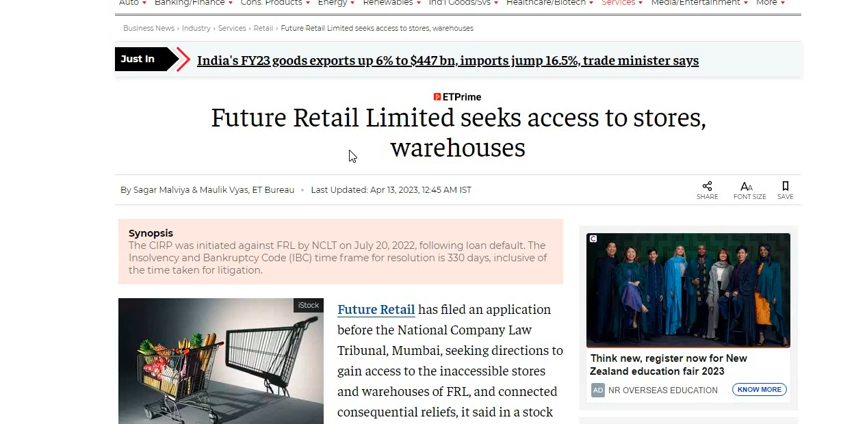 Auto Banking/Finance Cons. Products Energy Renewables Ind'l Goods/Svs Healthcare/Biotech Services Media/Entertainment More
Business News › Industry › Services › Retail › Future Retail Limited seeks access to stores, warehouses
Just In
India's FY23 goods exports up 6% to $447 bn, imports jump 16.5%, trade minister says
ETPrime
Future Retail Limited seeks access to stores,
warehouses
By Sagar Malviya & Maulik Vyas, ET Bureau • Last Updated: Apr 13, 2023, 12:45 AM IST
SHARE
AA
FONT SIZE
SAVE
Synopsis
The CIRP was initiated against FRL by NCLT on July 20, 2022, following loan default. The
Insolvency and Bankruptcy Code (IBC) time frame for resolution is 330 days, inclusive of
the time taken for litigation.
iStock
Future Retail has filed an application
before the National Company Law
Tribunal, Mumbai, seeking directions to
gain access to the inaccessible stores
and warehouses of FRL, and connected
consequential reliefs, it said in a stock
C
Think new, register now for New
Zealand education fair 2023
AD NR OVERSEAS EDUCATION
KNOW MORE